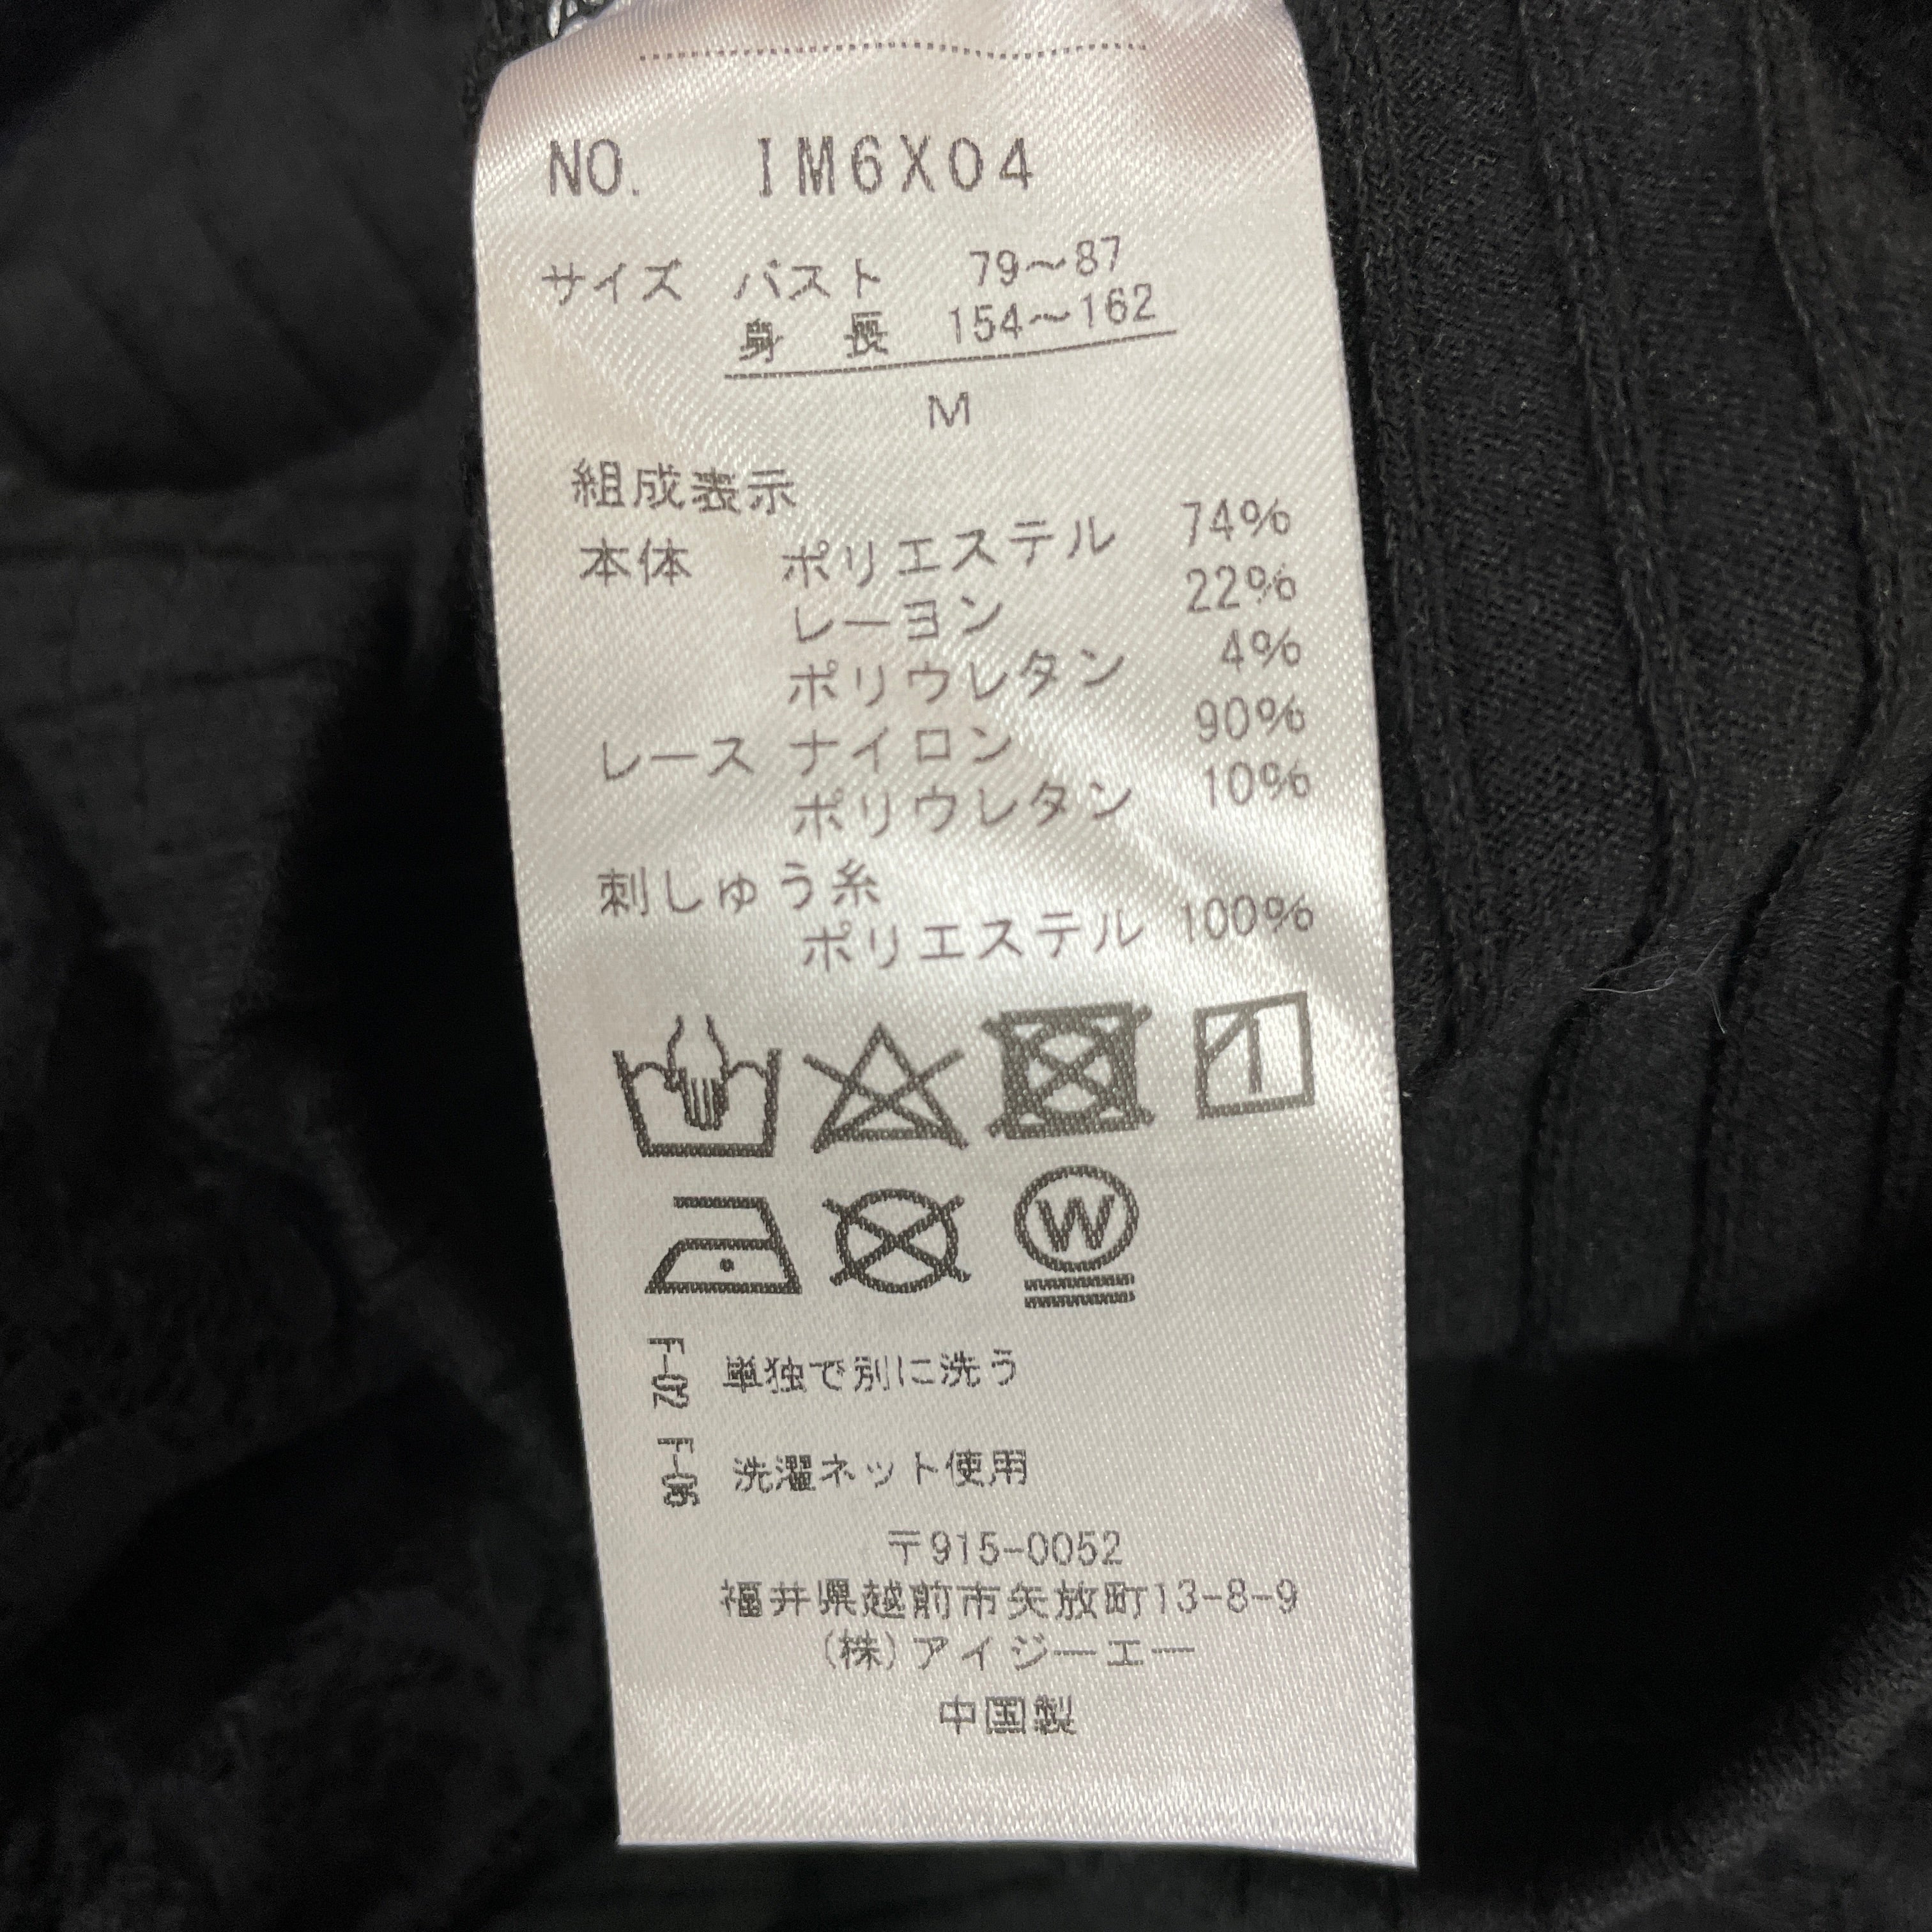 NO. IM6X04
サイズ バスト 79～87
身長 154～162
M
組成表示
本体 ポリエステル 74%
レーヨン 22%
ポリウレタン 4%
レース ナイロン 90%
ポリウレタン 10%
刺しゅう糸
ポリエステル 100%
W
F-02 単独で別に洗う
F-06 洗濯ネット使用
〒915-0052
福井県越前市矢放町13-8-9
(株)アイジーエー
中国製